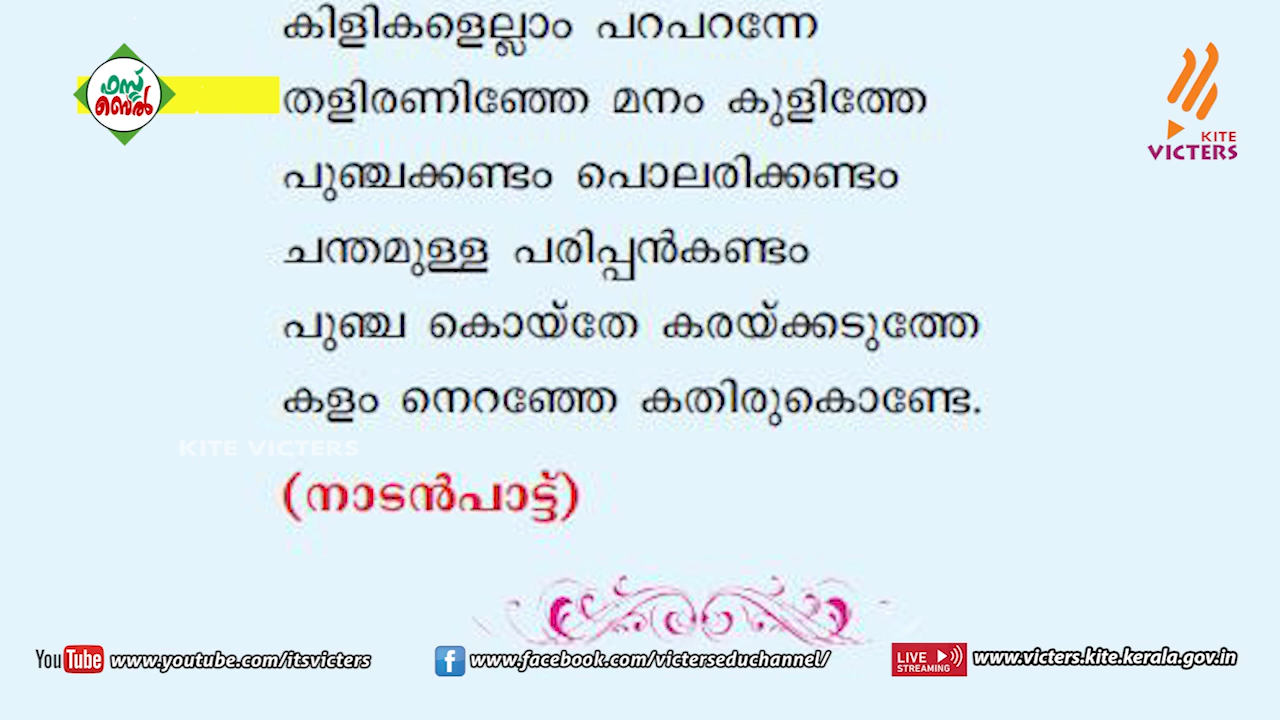 കിളികളെല്ലാം പറപറന്നേ
ഫസ്റ്റ് ബെൽ
തളിരണിഞ്ഞേ മനം കുളിത്തേ
KITE
VICTERS
പുഞ്ചക്കണ്ടം പൊലരിക്കണ്ടം
ചന്തമുള്ള പരിപ്പൻകണ്ടം
പുഞ്ച കൊയ്തേ കരയ്ക്കടുത്തേ
കളം നെറഞ്ഞേ കതിരുകൊണ്ടേ.
KITE VICTERS
(നാടൻപാട്ട്)
YouTube www.youtube.com/itsvicters
f www.facebook.com/victerseduchannel/
LIVE STREAMING www.victers.kite.kerala.gov.in